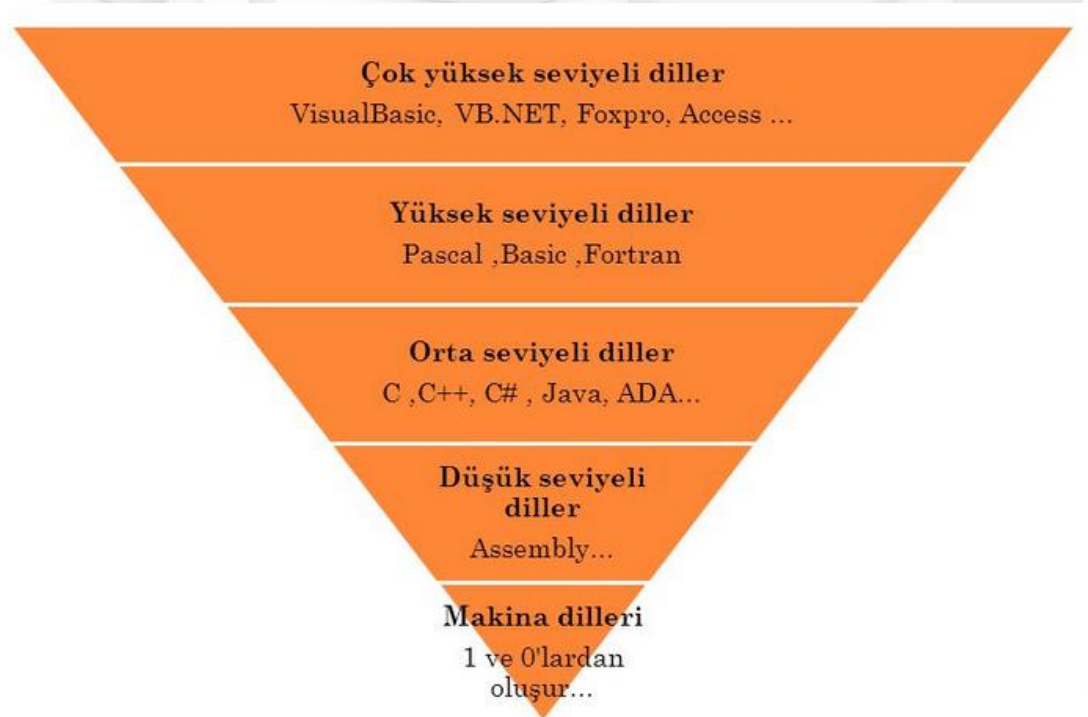 Çok yüksek seviyeli diller
VisualBasic, VB.NET, Foxpro, Access ...
Yüksek seviyeli diller
Pascal ,Basic ,Fortran
Orta seviyeli diller
C ,C++, C# , Java, ADA...
Düşük seviyeli
diller
Assembly...
Makina dilleri
1 ve 0'lardan
oluşur...